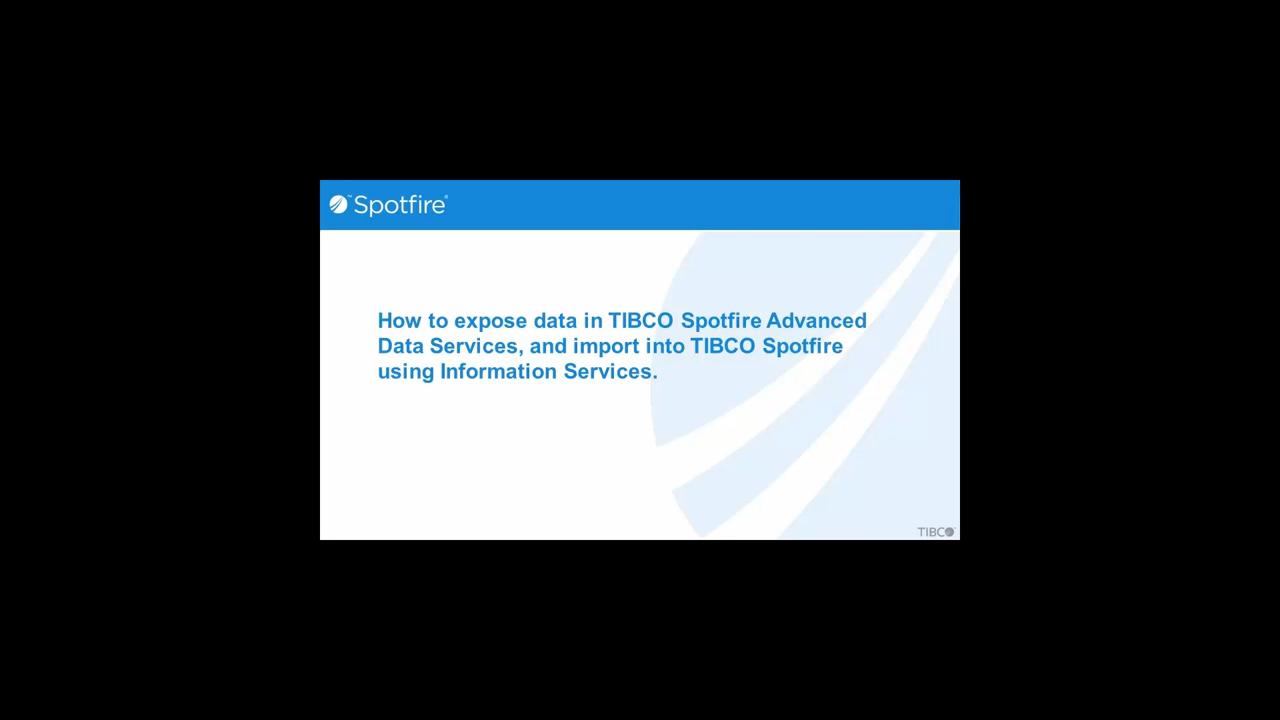 Spotfire®
How to expose data in TIBCO Spotfire Advanced
Data Services, and import into TIBCO Spotfire
using Information Services.
TIBCO